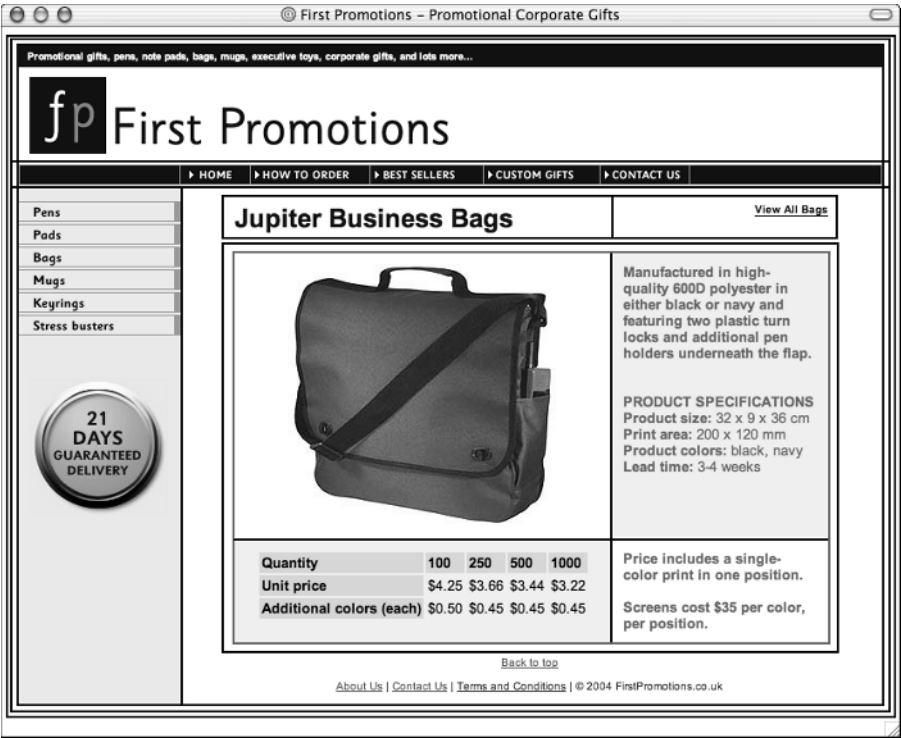 First Promotions – Promotional Corporate Gifts
Promotional gifts, pens, note pads, bags, mugs, executive toys, corporate gifts, and lots more...
fp First Promotions
HOME HOW TO ORDER BEST SELLERS CUSTOM GIFTS CONTACT US
Pens
Pads
Bags
Mugs
Keyrings
Stress busters
21
DAYS
GUARANTEED
DELIVERY
Jupiter Business Bags
View All Bags
Manufactured in high-
quality 600D polyester in
either black or navy and
featuring two plastic turn
locks and additional pen
holders underneath the flap.
PRODUCT SPECIFICATIONS
Product size: 32 x 9 x 36 cm
Print area: 200 x 120 mm
Product colors: black, navy
Lead time: 3-4 weeks
Quantity 100 250 500 1000
Unit price $4.25 $3.66 $3.44 $3.22
Additional colors (each) $0.50 $0.45 $0.45 $0.45
Price includes a single-
color print in one position.
Screens cost $35 per color,
per position.
Back to top
About Us | Contact Us | Terms and Conditions | © 2004 FirstPromotions.co.uk